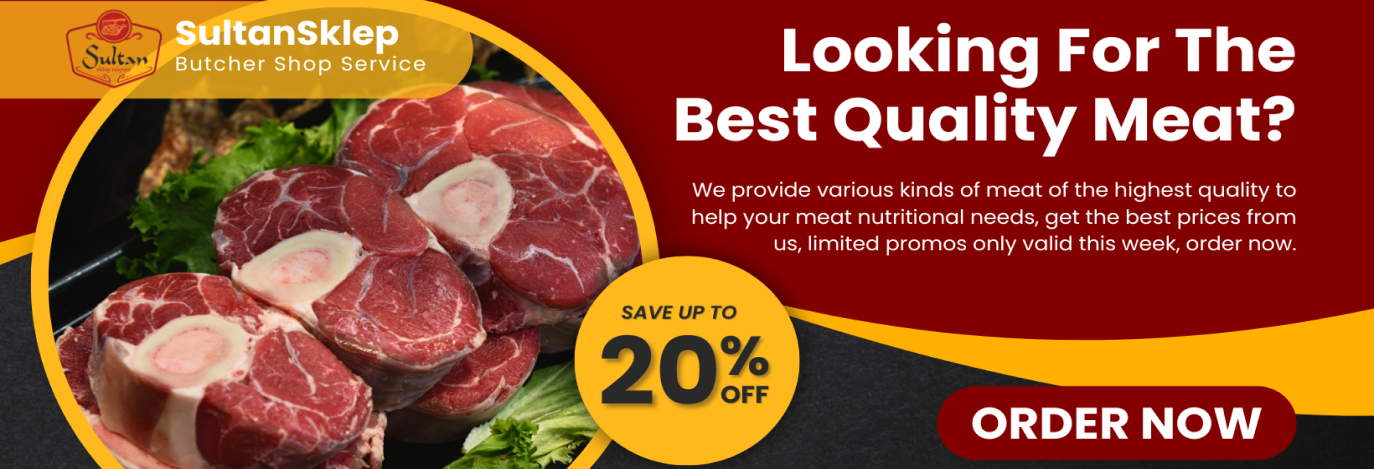 Sultan
SultanSklep
Butcher Shop Service
Looking For The
Best Quality Meat?
We provide various kinds of meat of the highest quality to
help your meat nutritional needs, get the best prices from
us, limited promos only valid this week, order now.
SAVE UP TO
20%
OFF
ORDER NOW